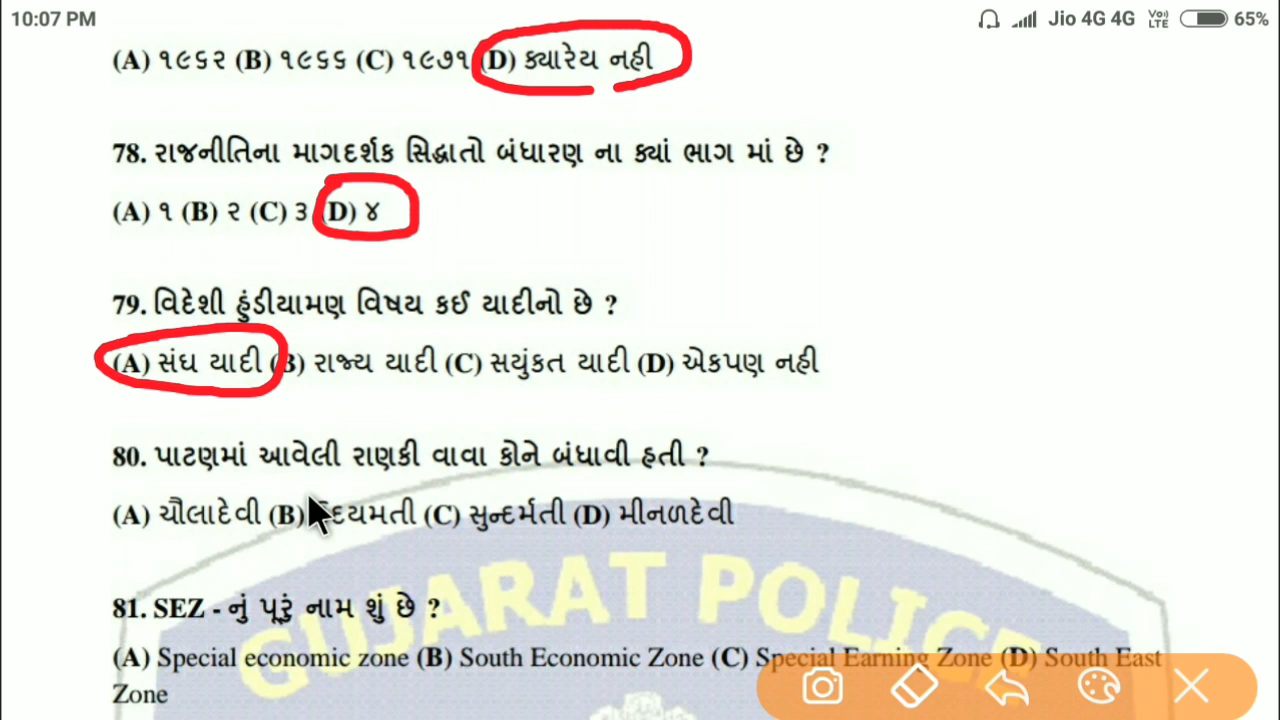 10:07 PM Jio 4G 4G VoI) LTE 65%
(A) ૧૯૬૨ (B) ૧૯૬૬ (C) ૧૯૭૧ (D) ક્યારેય નહી
78. રાજનીતિના માગદર્શક સિદ્ધાતો બંધારણ ના ક્યાં ભાગ માં છે ?
(A) ૧ (B) ૨ (C) ૩ (D) ૪
79. વિદેશી હુંડીયામણ વિષય કઈ યાદીનો છે ?
(A) સંઘ યાદી (B) રાજ્ય યાદી (C) સયુંકત યાદી (D) એકપણ નહી
80. પાટણમાં આવેલી રાણકી વાવા કોને બંધાવી હતી ?
(A) ચૌલાદેવી (B) ઉદયમતી (C) સુન્દર્મતી (D) મીનળદેવી
GUJARAT POLICE
81. SEZ - નું પૂરું નામ શું છે ?
(A) Special economic zone (B) South Economic Zone (C) Special Earning Zone (D) South East
Zone